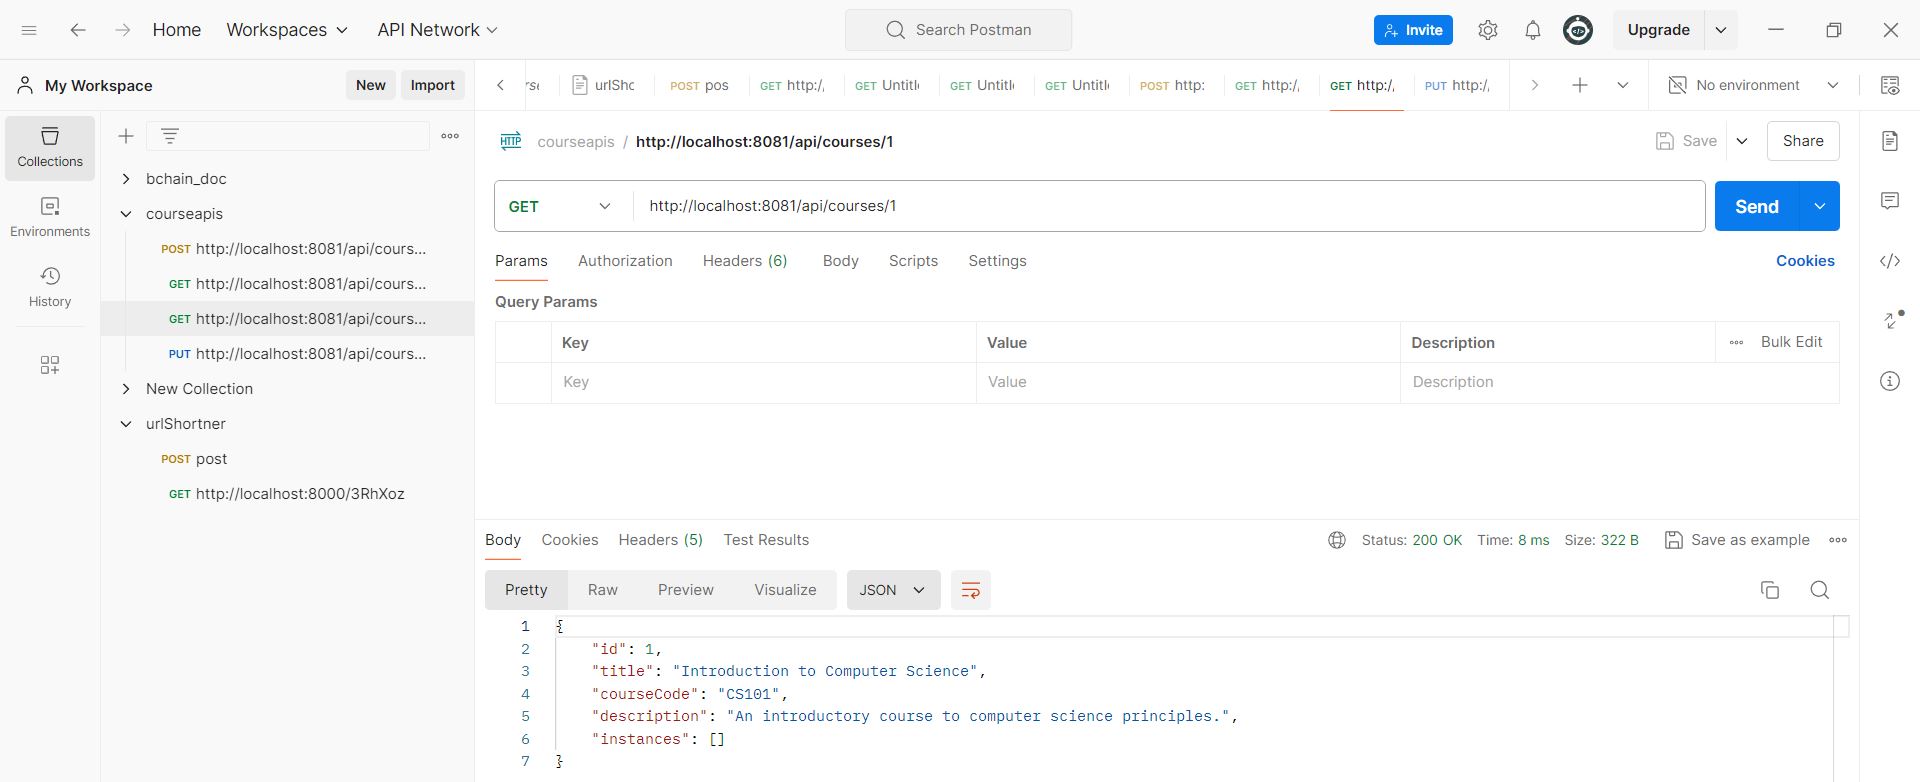 Home Workspaces API Network Search Postman Invite Upgrade
My Workspace New Import urlSho POST pos GET http:/ GET Untitl GET Untitl GET Untitl POST http: GET http:/ GET http:/ PUT http:/ No environment
Collections
Environments
History
bchain_doc
courseapis
POST http://localhost:8081/api/cours...
GET http://localhost:8081/api/cours...
GET http://localhost:8081/api/cours...
PUT http://localhost:8081/api/cours...
New Collection
urlShortner
POST post
GET http://localhost:8000/3RhXoz
HTTP courseapis / http://localhost:8081/api/courses/1 Save Share
GET http://localhost:8081/api/courses/1 Send
Params Authorization Headers (6) Body Scripts Settings Cookies
Query Params
Key Value Description Bulk Edit
Key Value Description
Body Cookies Headers (5) Test Results Status: 200 OK Time: 8 ms Size: 322 B Save as example
Pretty Raw Preview Visualize JSON
1 {
2 "id": 1,
3 "title": "Introduction to Computer Science",
4 "courseCode": "CS101",
5 "description": "An introductory course to computer science principles.",
6 "instances": []
7 }